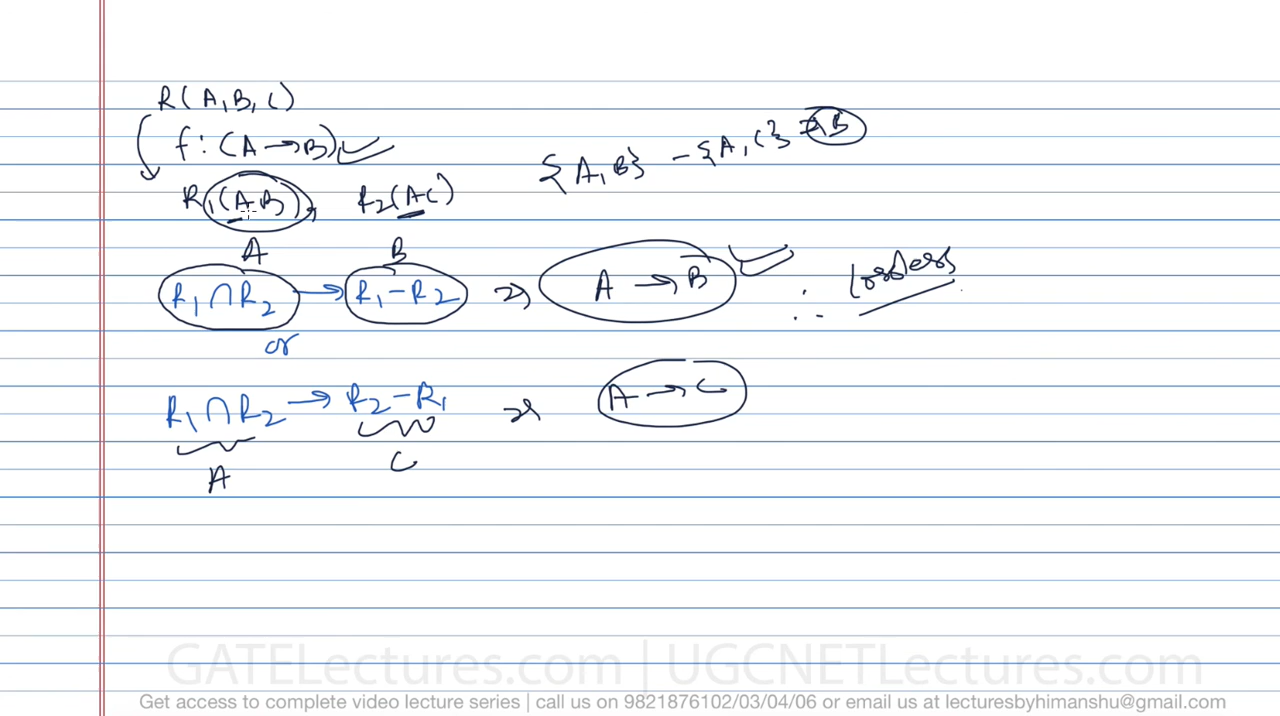 R(A,B,C)
f: (A→B)
{A,B} - {A,C} = B
R1(AB), R2(AC)
A B
R1∩R2 → R1-R2 ⇒ A → B ∴ lossless
or
R1∩R2 → R2-R1 ⇒ A → C
A C
GATELectures.com | UGCNETLectures.com
Get access to complete video lecture series | call us on 9821876102/03/04/06 or email us at lecturesbyhimanshu@gmail.com